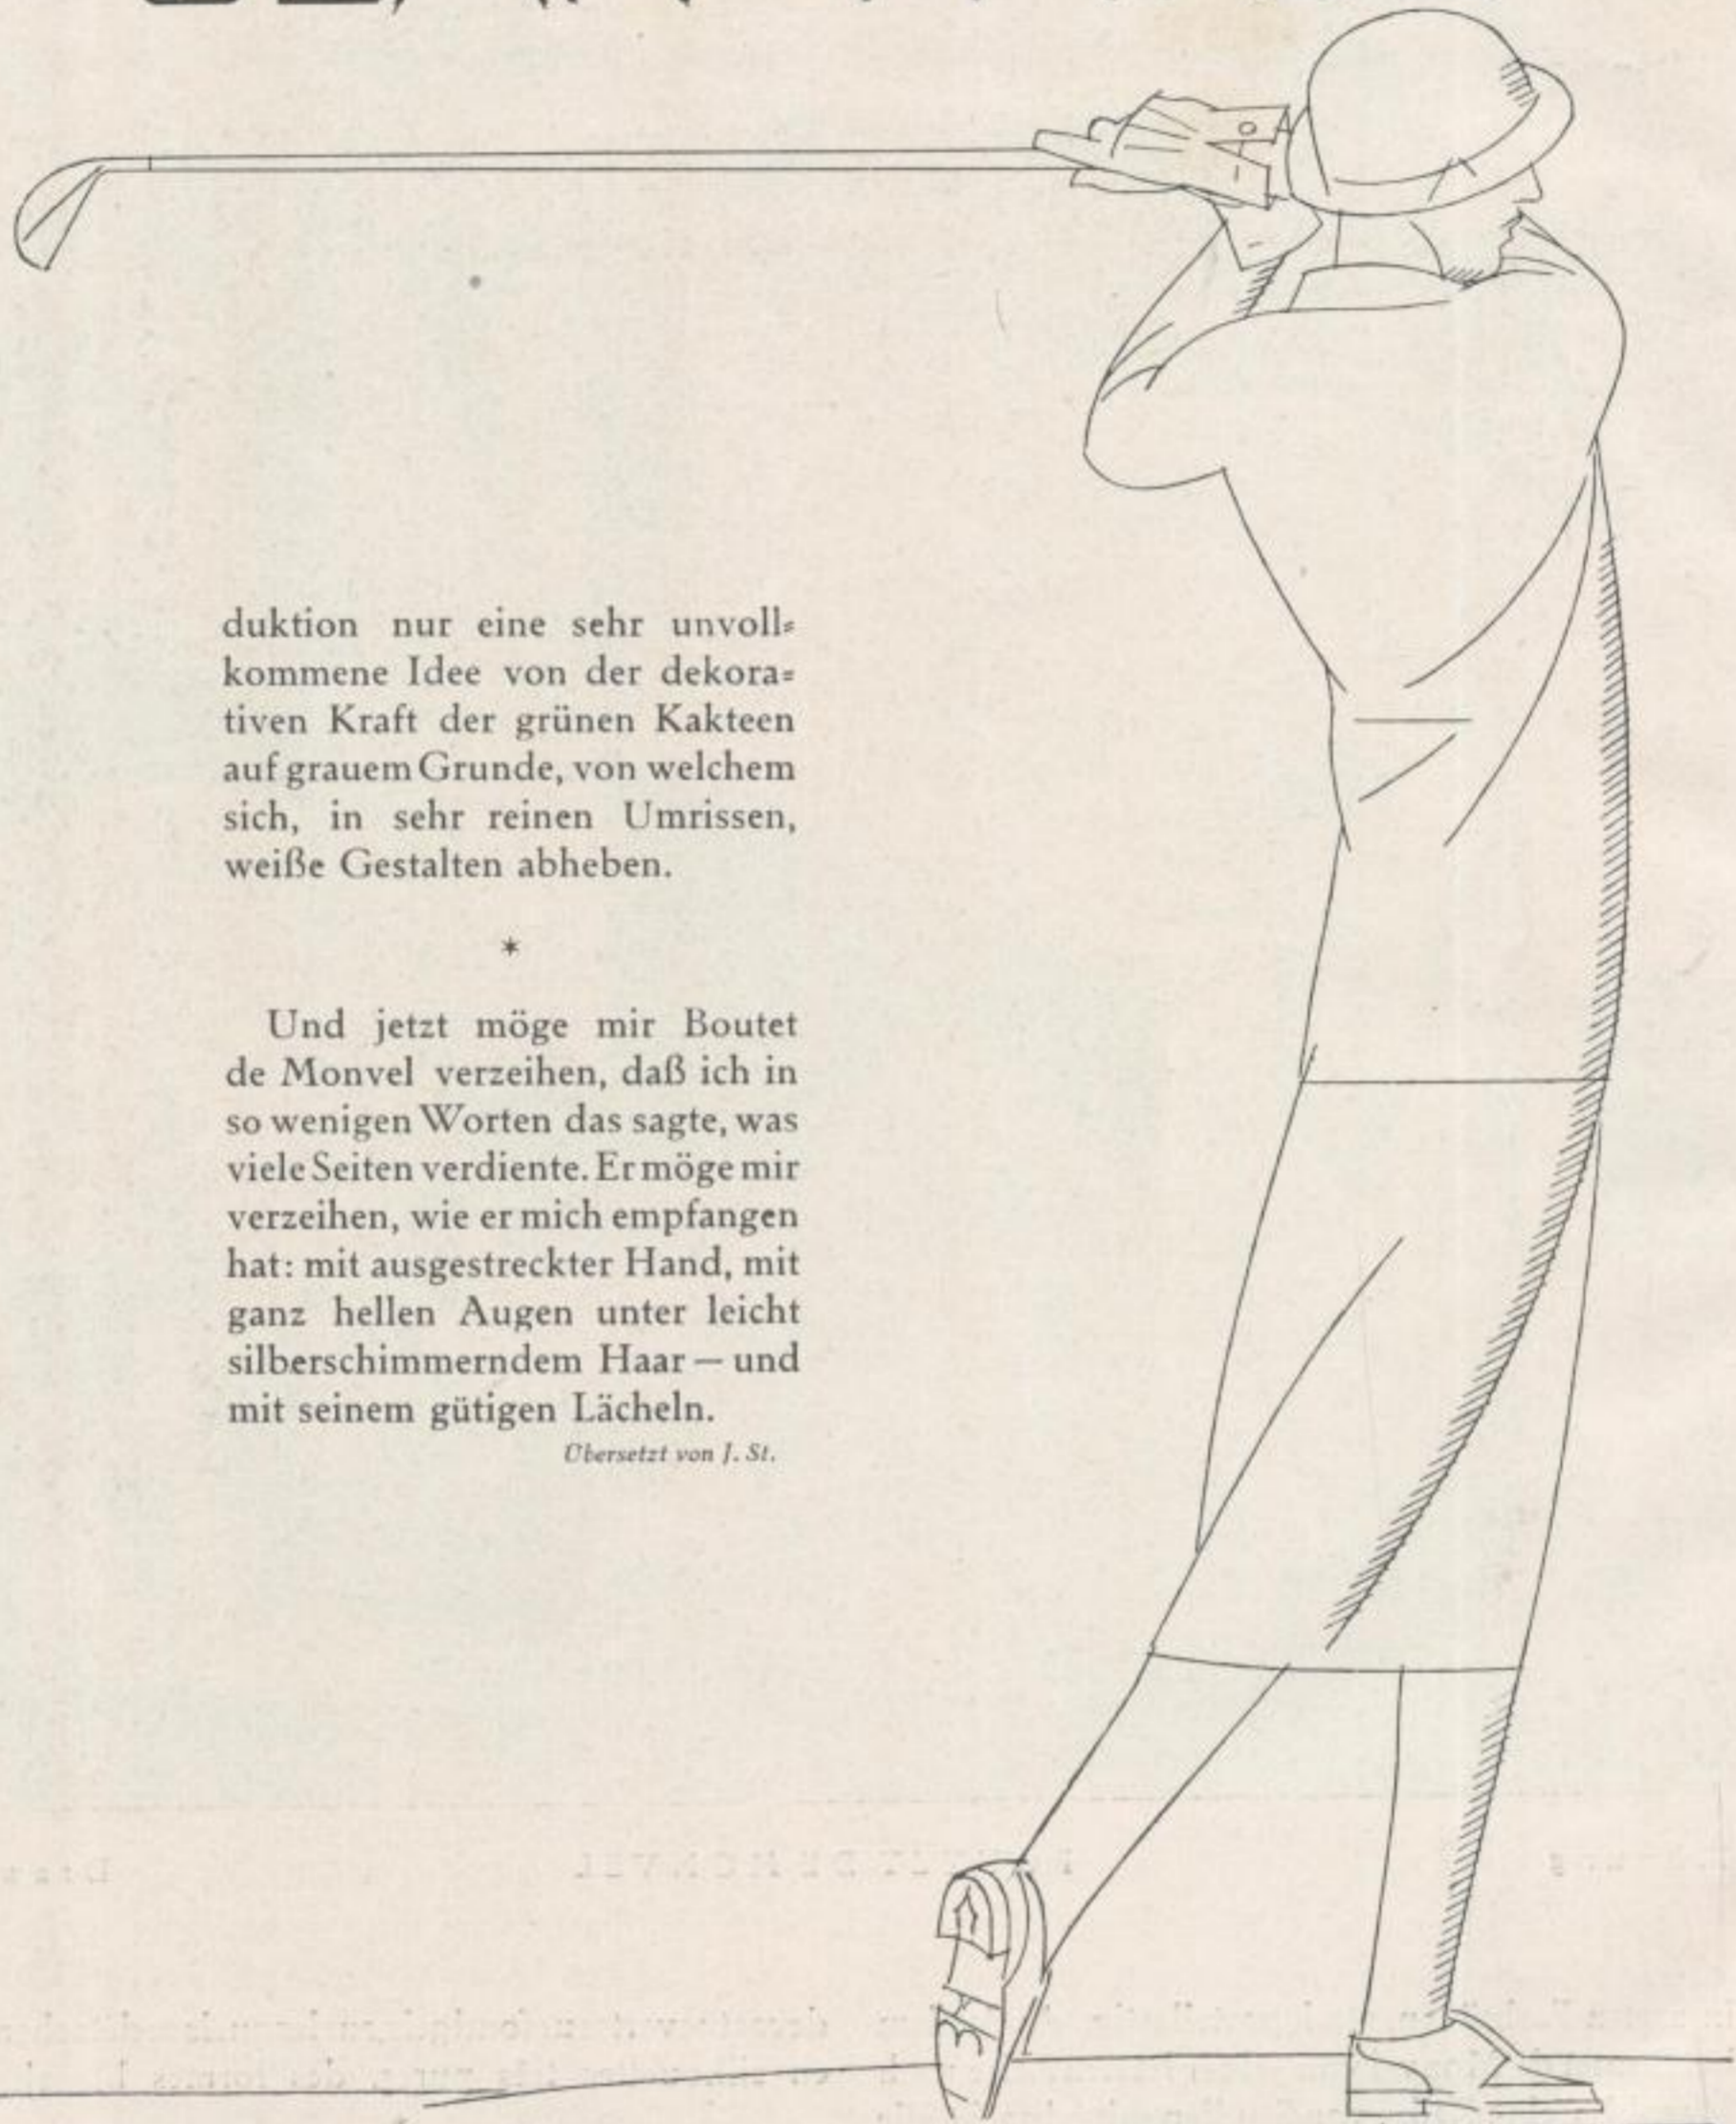 duktion nur eine sehr unvoll⸗
kommene Idee von der dekora⸗
tiven Kraft der grünen Kakteen
auf grauem Grunde, von welchem
sich, in sehr reinen Umrissen,
weiße Gestalten abheben.
*
Und jetzt möge mir Boutet
de Monvel verzeihen, daß ich in
so wenigen Worten das sagte, was
viele Seiten verdiente. Er möge mir
verzeihen, wie er mich empfangen
hat: mit ausgestreckter Hand, mit
ganz hellen Augen unter leicht
silberschimmerndem Haar — und
mit seinem gütigen Lächeln.
Übersetzt von J. St.